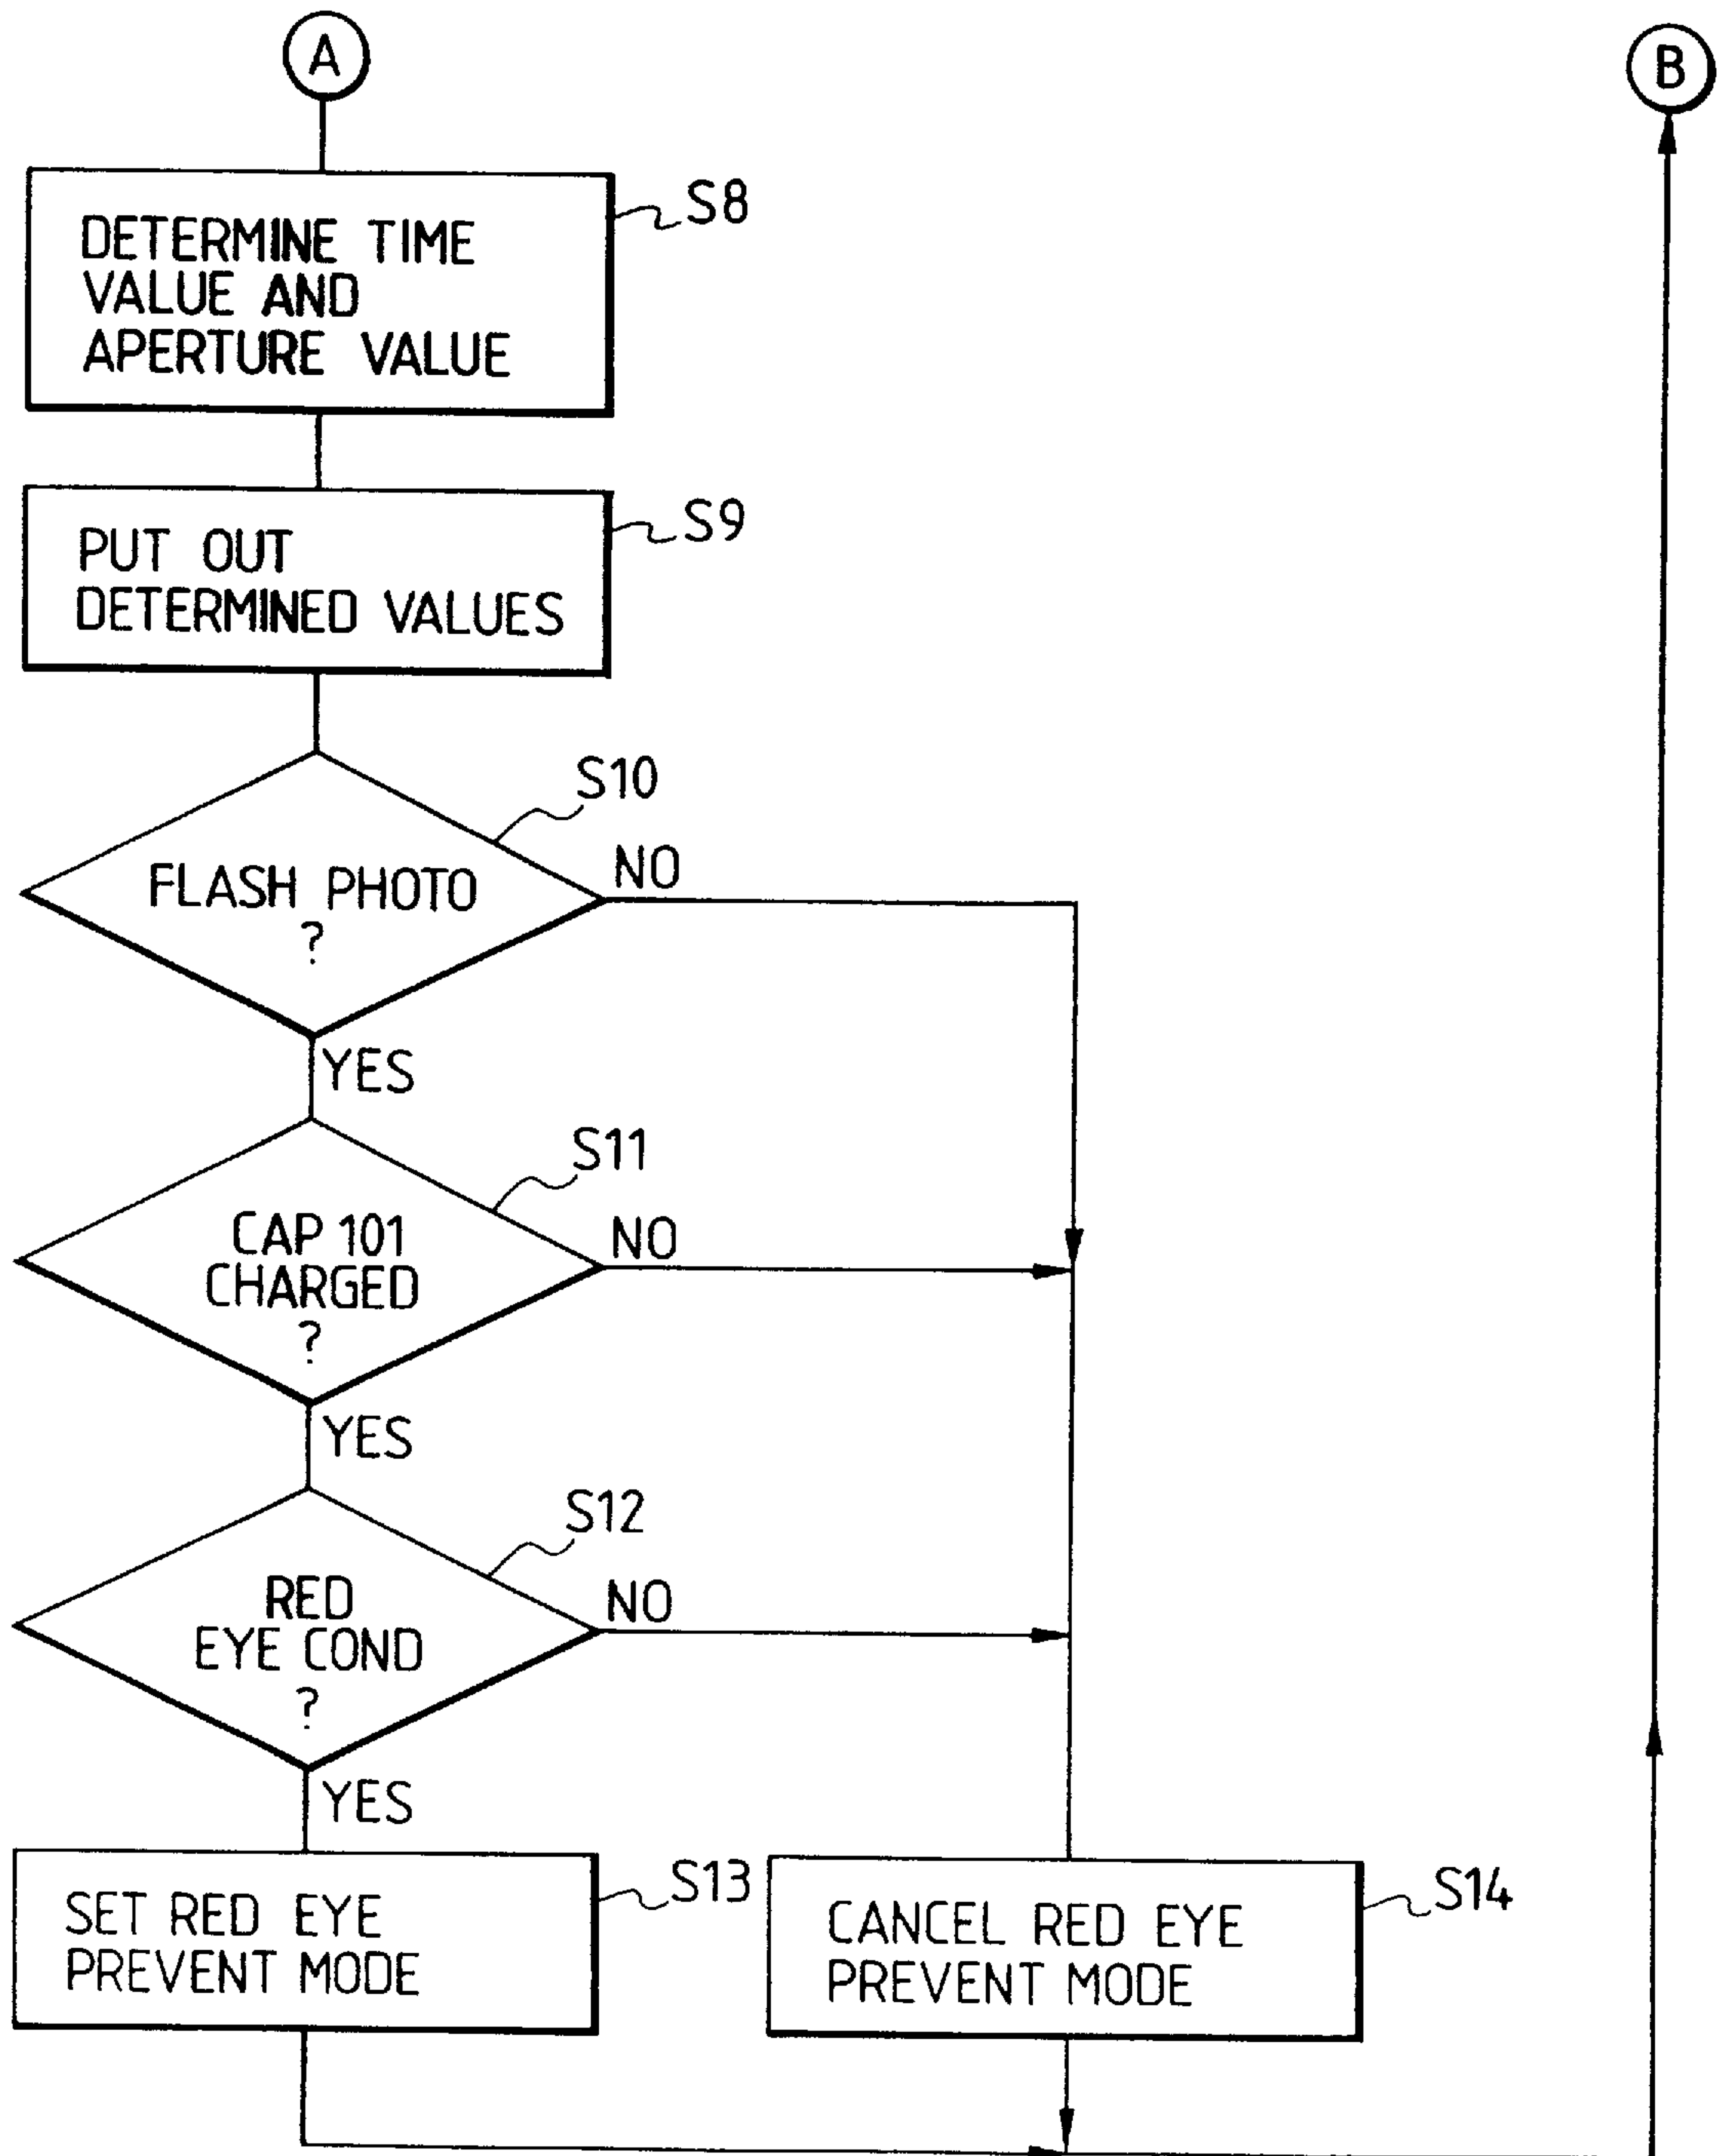 A
B
DETERMINE TIME
VALUE AND
APERTURE VALUE
S8
PUT OUT
DETERMINED VALUES
S9
S10
FLASH PHOTO
?
NO
YES
S11
CAP 101
CHARGED
?
NO
YES
S12
RED
EYE COND
?
NO
YES
SET RED EYE
PREVENT MODE
S13
CANCEL RED EYE
PREVENT MODE
S14